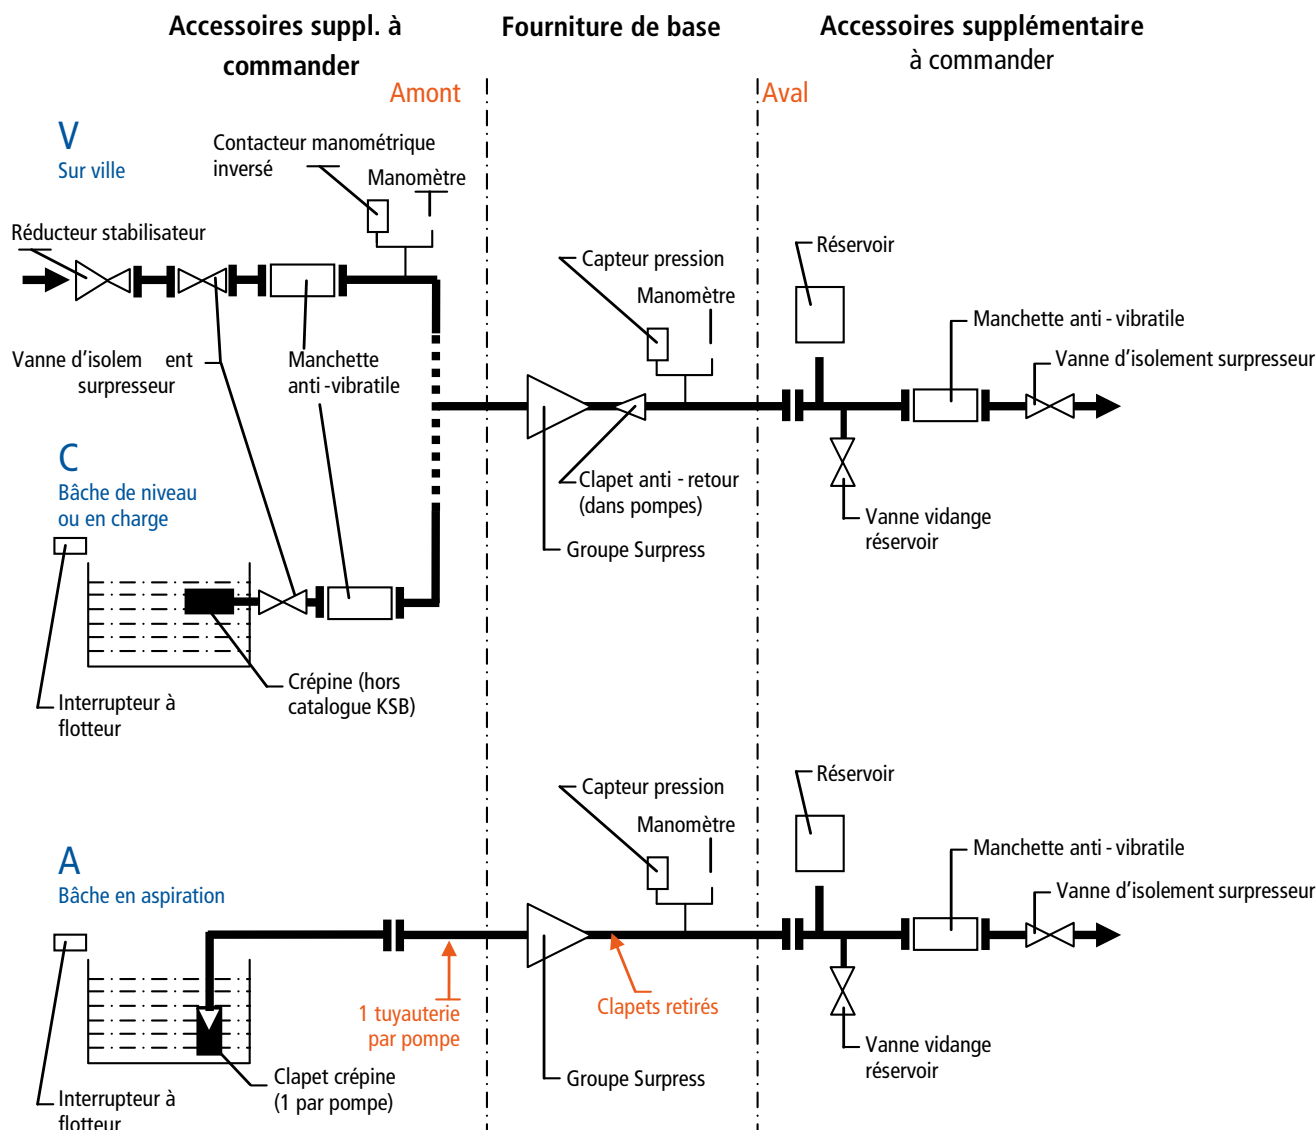 Accessoires suppl. à
commander
Fourniture de base
Accessoires supplémentaire
à commander
Amont
Aval
V
Sur ville
Contacteur manométrique
inversé
Manomètre
Réducteur stabilisateur
Vanne d'isolem ent
surpresseur
Manchette
anti -vibratile
Capteur pression
Manomètre
Réservoir
Manchette anti - vibratile
Vanne d'isolement surpresseur
Clapet anti - retour
(dans pompes)
Groupe Surpress
Vanne vidange
réservoir
C
Bâche de niveau
ou en charge
Crépine (hors
catalogue KSB)
Interrupteur à
flotteur
A
Bâche en aspiration
Capteur pression
Manomètre
Réservoir
Manchette anti - vibratile
Vanne d'isolement surpresseur
1 tuyauterie
par pompe
Clapets retirés
Groupe Surpress
Vanne vidange
réservoir
Clapet crépine
(1 par pompe)
Interrupteur à
flotteur